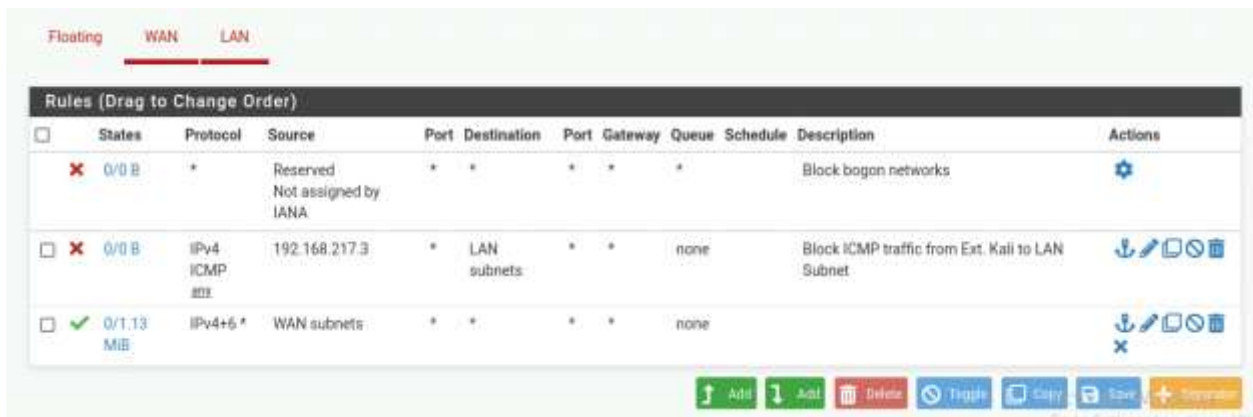 Floating WAN LAN
Rules (Drag to Change Order)
States Protocol Source Port Destination Port Gateway Queue Schedule Description Actions
0/0 B * Reserved * * * * * Block bogon networks
Not assigned by
IANA
0/0 B IPv4 192.168.217.3 * LAN * * none Block ICMP traffic from Ext. Kali to LAN
ICMP subnets Subnet
any
0/1.13 IPv4+6 * WAN subnets * * * * none
MiB
Add Add Delete Toggle Copy Save Separator